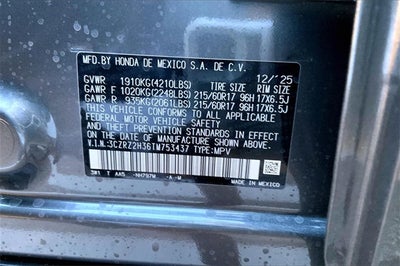 MFD.BY HONDA DE MEXICO S.A. DE C.V.
12/'25
GVWR 1910KG(4210LBS) TIRE SIZE RIM SIZE
GAWR F 1020KG(2248LBS) 215/60R17 96H 17X6.5J
GAWR R 935KG(2061LBS) 215/60R17 96H 17X6.5J
THIS VEHICLE CONFORMS TO ALL APPLICABLE
FEDERAL MOTOR VEHICLE SAFETY STANDARDS IN EFFECT
ON THE DATE OF MANUFACTURE SHOWN ABOVE.
V.I.N.:3CZRZ2H36TM753437 TYPE:MPV
3W1 T AA5 NH797M -A -M
MADE IN MEXICO